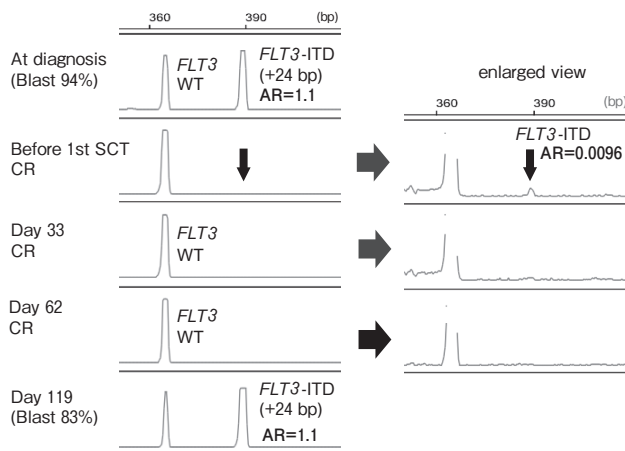 360 390 (bp)
At diagnosis
(Blast 94%)
FLT3
WT
FLT3-ITD
(+24 bp)
AR=1.1
enlarged view
360 390 (bp)
Before 1st SCT
CR
FLT3-ITD
AR=0.0096
Day 33
CR
FLT3
WT
Day 62
CR
FLT3
WT
Day 119
(Blast 83%)
FLT3-ITD
(+24 bp)
AR=1.1